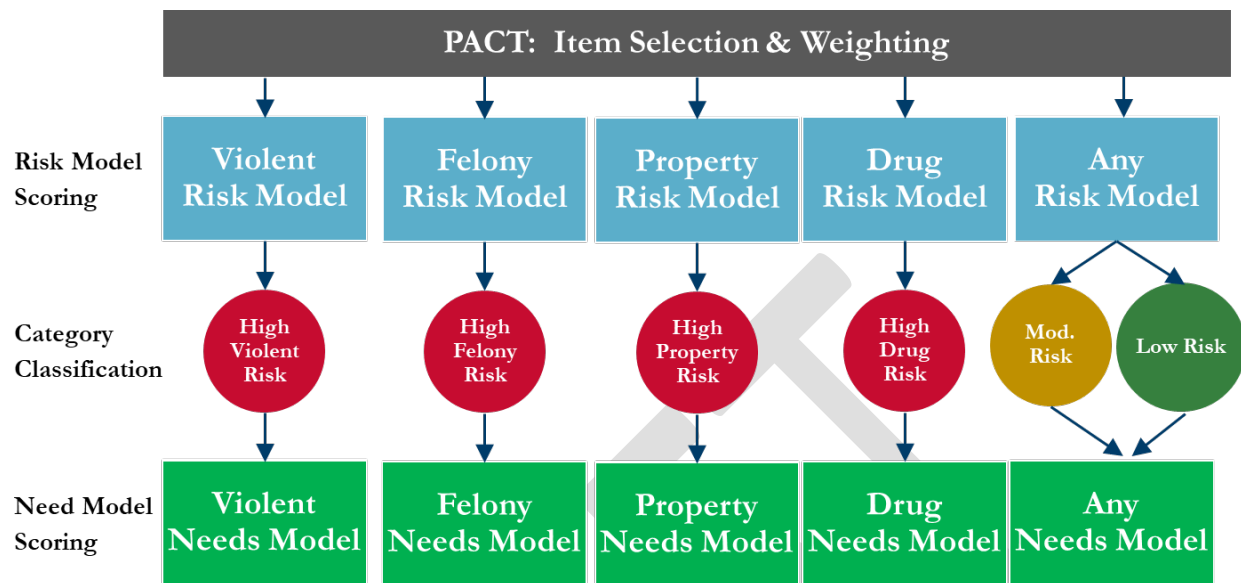 PACT:  Item Selection & Weighting
Risk Model
Scoring
Violent
Risk Model
Felony
Risk Model
Property
Risk Model
Drug
Risk Model
Any
Risk Model
Category
Classification
High
Violent
Risk
High
Felony
Risk
High
Property
Risk
High
Drug
Risk
Mod.
Risk
Low Risk
Need Model
Scoring
Violent
Needs Model
Felony
Needs Model
Property
Needs Model
Drug
Needs Model
Any
Needs Model